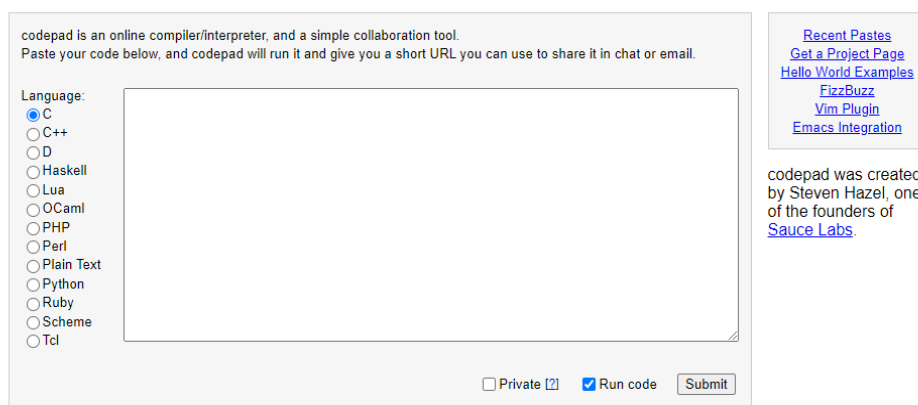 codepad is an online compiler/interpreter, and a simple collaboration tool.
Paste your code below, and codepad will run it and give you a short URL you can use to share it in chat or email.
Language:
C
C++
D
Haskell
Lua
OCaml
PHP
Perl
Plain Text
Python
Ruby
Scheme
Tcl
Private [?]
Run code
Submit
Recent Pastes
Get a Project Page
Hello World Examples
FizzBuzz
Vim Plugin
Emacs Integration
codepad was created
by Steven Hazel, one
of the founders of
Sauce Labs.